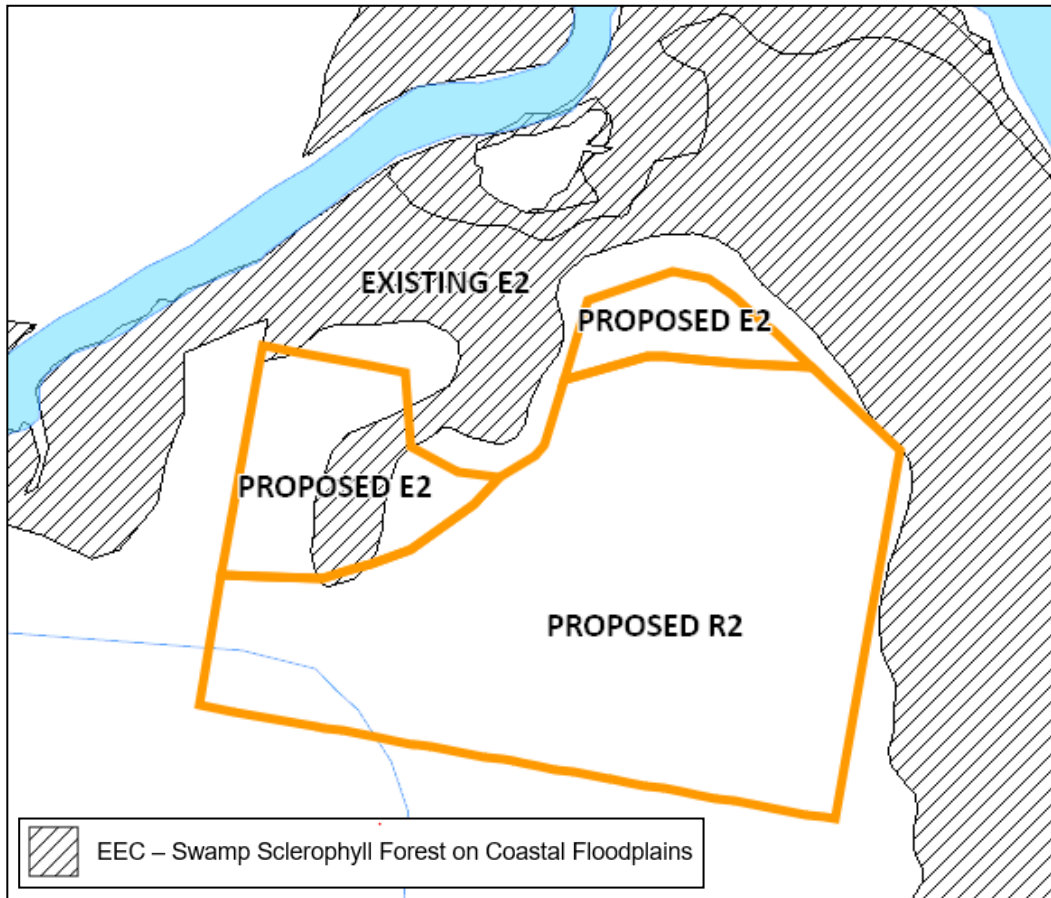 EXISTING E2
PROPOSED E2
PROPOSED E2
PROPOSED R2
EEC – Swamp Sclerophyll Forest on Coastal Floodplains